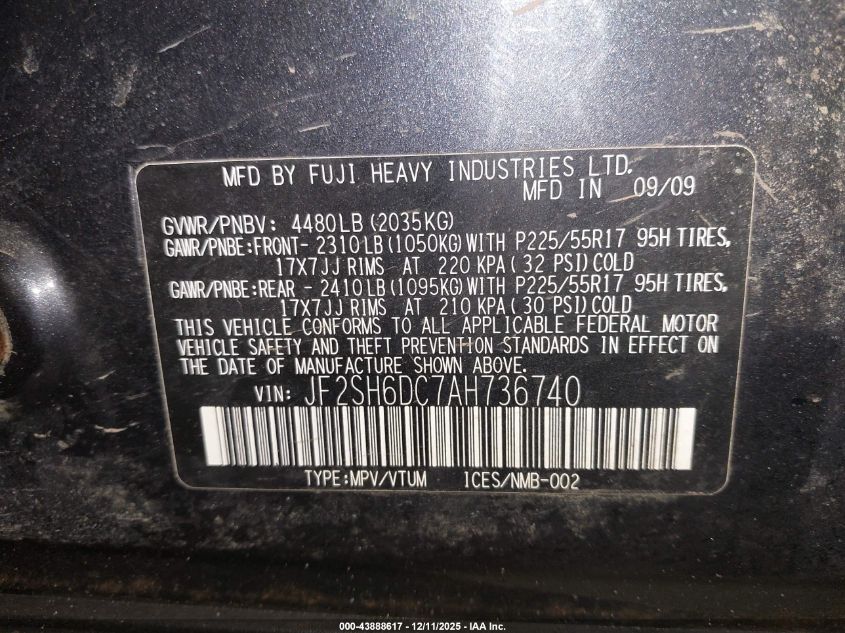 MFD BY FUJI HEAVY INDUSTRIES LTD.
MFD IN 09/09
GVWR/PNBV: 4480LB (2035KG)
GAWR/PNBE:FRONT- 2310LB (1050KG) WITH P225/55R17 95H TIRES,
17X7JJ RIMS AT 220 KPA ( 32 PSI) COLD
GAWR/PNBE:REAR - 2410LB (1095KG) WITH P225/55R17 95H TIRES,
17X7JJ RIMS AT 210 KPA ( 30 PSI) COLD
THIS VEHICLE CONFORMS TO ALL APPLICABLE FEDERAL MOTOR
VEHICLE SAFETY AND THEFT PREVENTION STANDARDS IN EFFECT ON
THE DATE OF MANUFACTURE SHOWN ABOVE.
VIN: JF2SH6DC7AH736740
TYPE:MPV/VTUM ICES/NMB-002
000-43888617 - 12/11/2025 - IAA Inc.